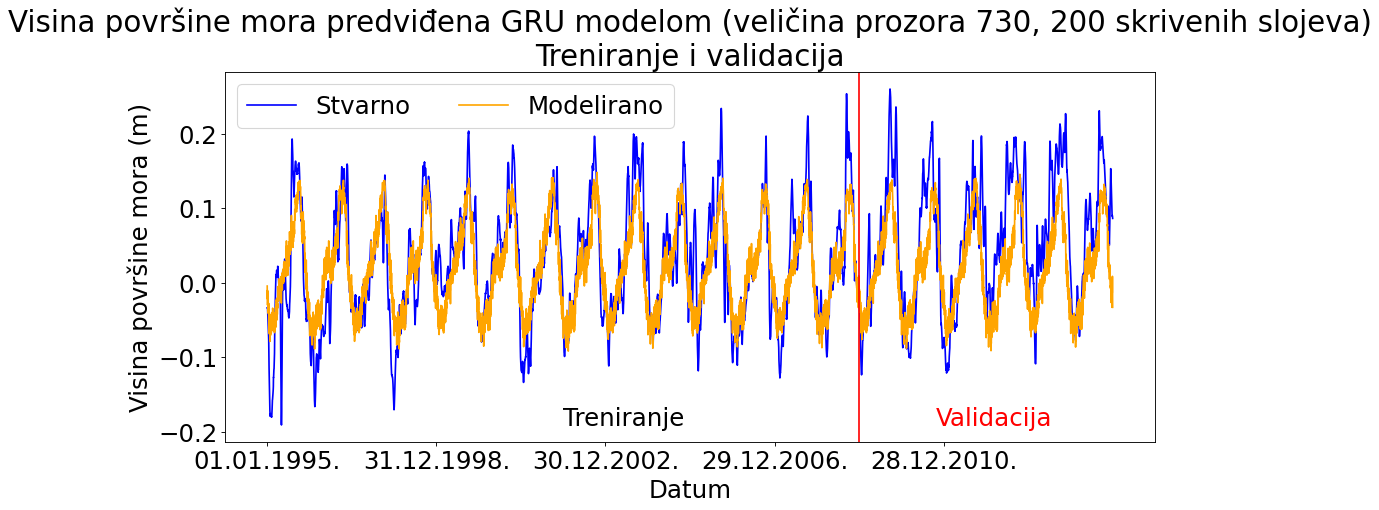 Visina površine mora predviđena GRU modelom (veličina prozora 730, 200 skrivenih slojeva)
Treniranje i validacija
Stvarno Modelirano
Visina površine mora (m)
0.2
0.1
0.0
−0.1
−0.2
Treniranje Validacija
01.01.1995. 31.12.1998. 30.12.2002. 29.12.2006. 28.12.2010.
Datum